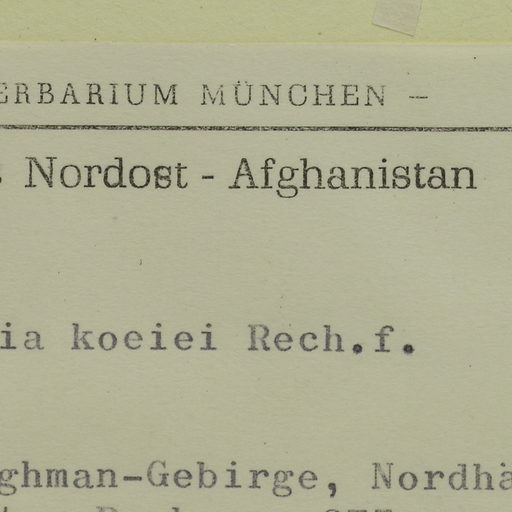 ERBARIUM MÜNCHEN –
s Nordost - Afghanistan
ia koeiei Rech.f.
ghman-Gebirge, Nordhä